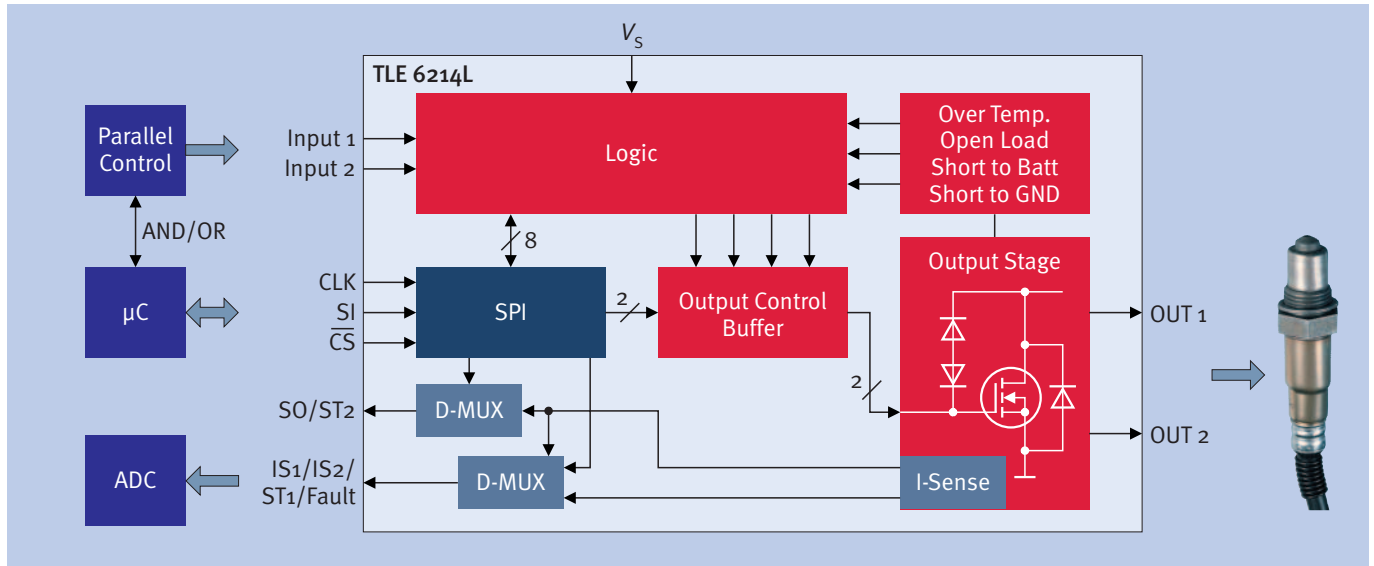 V_S
TLE 6214L
Parallel
Control
Input 1
Input 2
Logic
Over Temp.
Open Load
Short to Batt
Short to GND
AND/OR
8
µC
CLK
SI
C̅S̅
SPI
2
Output Control
Buffer
Output Stage
OUT 1
2
SO/ST2
D-MUX
OUT 2
ADC
IS1/IS2/
ST1/Fault
D-MUX
I-Sense